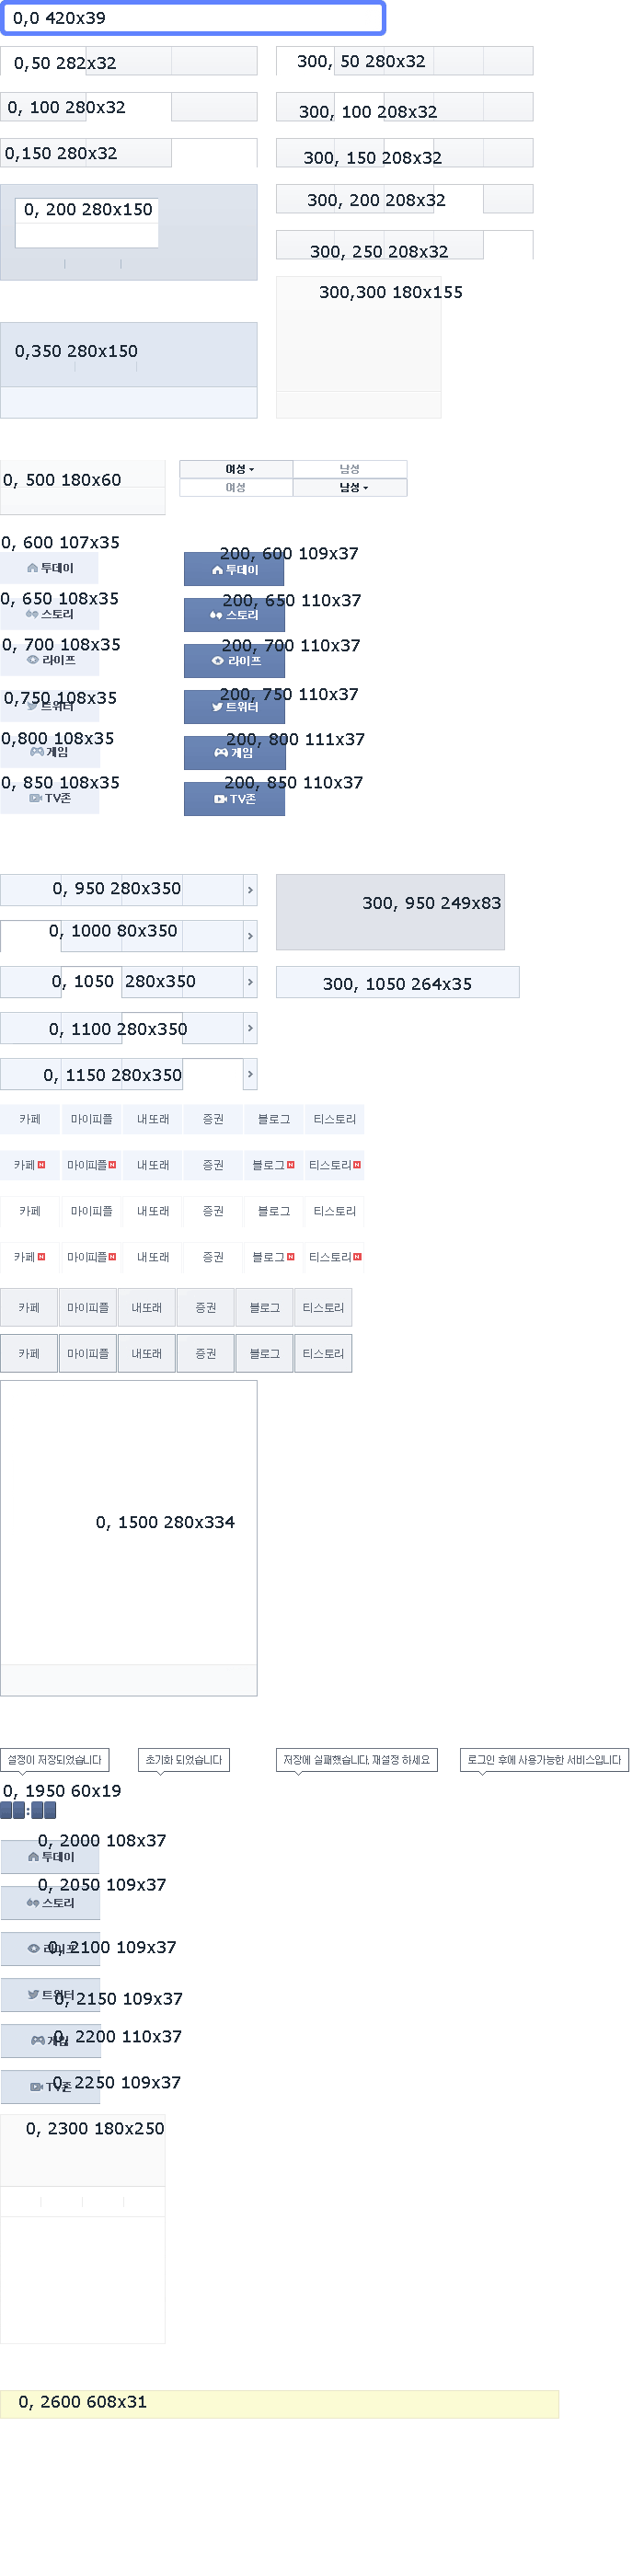 0,0 420x39
0,50 282x32
300, 50 280x32
0, 100 280x32
300, 100 208x32
0,150 280x32
300, 150 208x32
0, 200 280x150
300, 200 208x32
300, 250 208x32
300,300 180x155
0,350 280x150
0, 500 180x60
여성 남성
여성 남성
0, 600 107x35
200, 600 109x37
투데이 투데이
0, 650 108x35
200, 650 110x37
스토리 스토리
0, 700 108x35
200, 700 110x37
라이프 라이프
0,750 108x35
200, 750 110x37
트위터 트위터
0,800 108x35
200, 800 111x37
게임 게임
0, 850 108x35
200, 850 110x37
TV존 TV존
0, 950 280x350
300, 950 249x83
0, 1000 80x350
0, 1050 280x350
300, 1050 264x35
0, 1100 280x350
0, 1150 280x350
카페 마이피플 내또래 증권 블로그 티스토리
카페 N 마이피플 N 내또래 증권 블로그 N 티스토리 N
카페 마이피플 내또래 증권 블로그 티스토리
카페 N 마이피플 N 내또래 증권 블로그 N 티스토리 N
카페 마이피플 내또래 증권 블로그 티스토리
카페 마이피플 내또래 증권 블로그 티스토리
0, 1500 280x334
설정이 저장되었습니다 초기화 되었습니다 저장에 실패했습니다, 재설정 하세요 로그인 후에 사용가능한 서비스입니다
0, 1950 60x19
:
0, 2000 108x37
투데이
0, 2050 109x37
스토리
0, 2100 109x37
라이프
트위터
0, 2150 109x37
0, 2200 110x37
게임
0, 2250 109x37
TV존
0, 2300 180x250
0, 2600 608x31